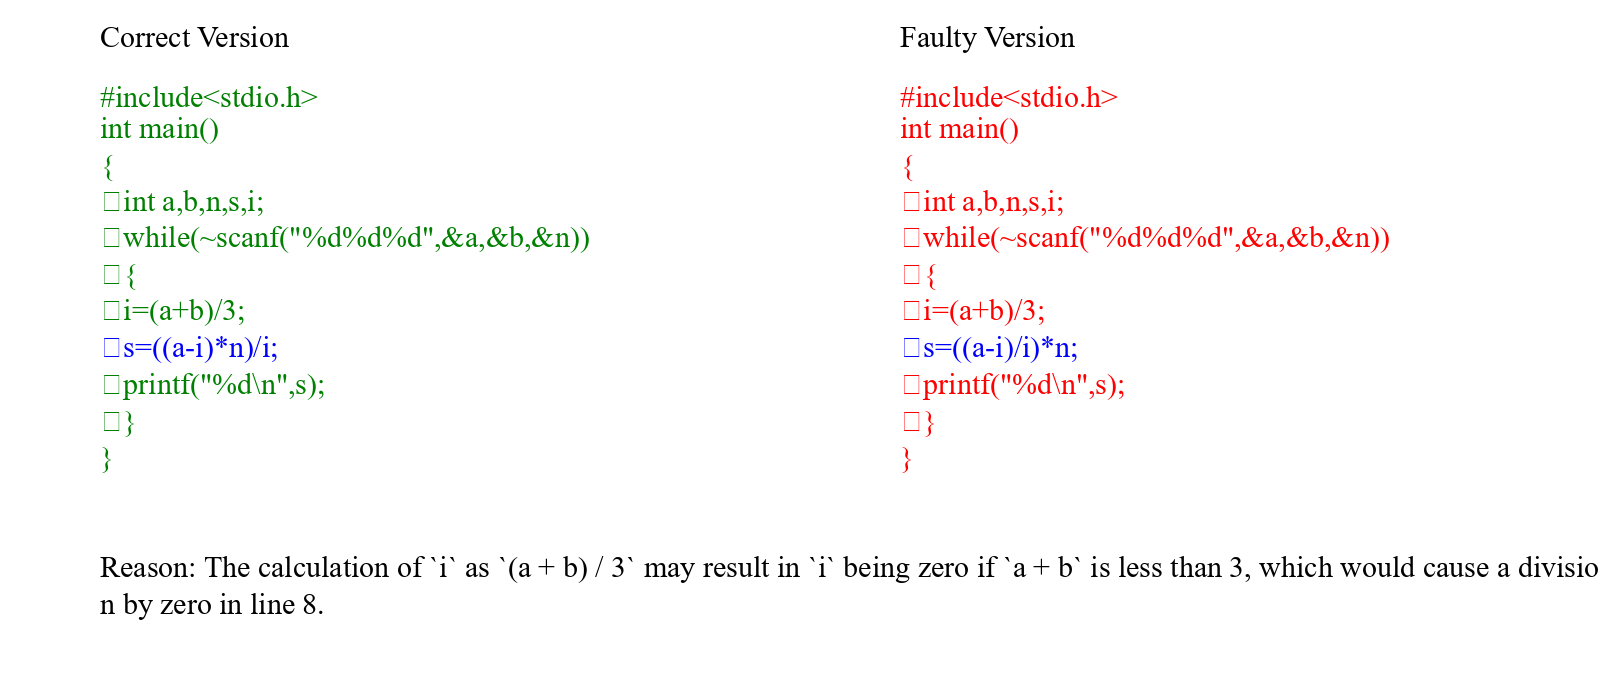 Correct Version
#include<stdio.h>
int main()
{
□int a,b,n,s,i;
□while(~scanf("%d%d%d",&a,&b,&n))
□{
□i=(a+b)/3;
□s=((a-i)*n)/i;
□printf("%d\n",s);
□}
}
Faulty Version
#include<stdio.h>
int main()
{
□int a,b,n,s,i;
□while(~scanf("%d%d%d",&a,&b,&n))
□{
□i=(a+b)/3;
□s=((a-i)/i)*n;
□printf("%d\n",s);
□}
}
Reason: The calculation of `i` as `(a + b) / 3` may result in `i` being zero if `a + b` is less than 3, which would cause a divisio
n by zero in line 8.